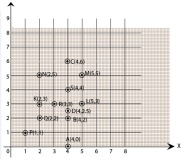 9
8
7
C(4,6)
6
N(2,5)
M(5,5)
5
S(4,4)
4
K(2,3)
R(3,3)
L(5,3)
3
D(4,2.5)
Q(2,2)
B(4,2)
2
P(1,1)
1
A(4,0)
0
0 1 2 3 4 5 6 7 8 9
X